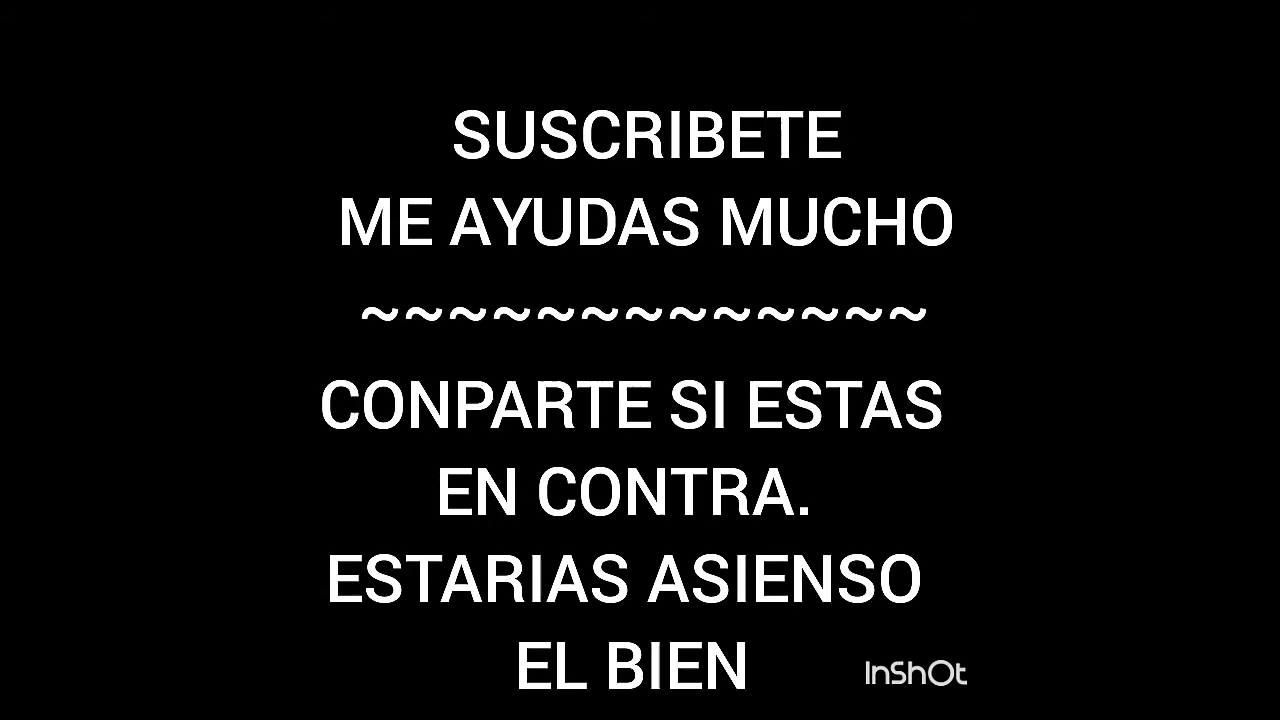 SUSCRIBETE
ME AYUDAS MUCHO
~~~~~~~~~~~~~
CONPARTE SI ESTAS
EN CONTRA.
ESTARIAS ASIENSO
EL BIEN
InShOt